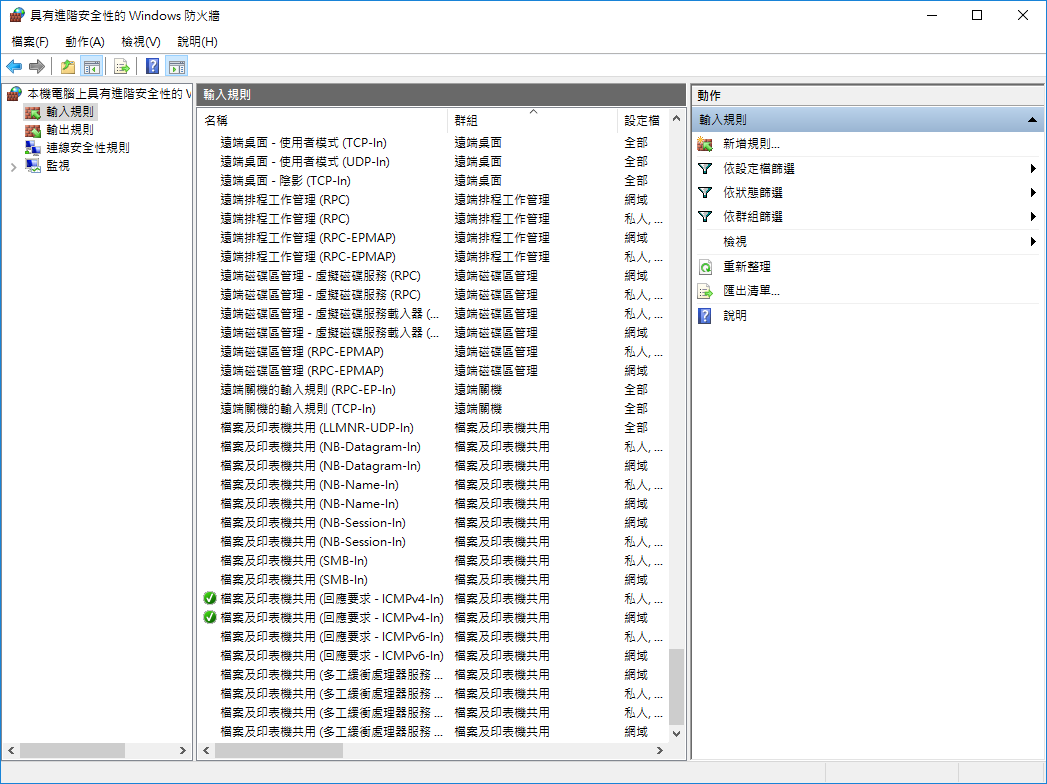 具有進階安全性的 Windows 防火牆
檔案(F) 動作(A) 檢視(V) 說明(H)
本機電腦上具有進階安全性的 W
輸入規則
輸出規則
連線安全性規則
監視
輸入規則
名稱 群組 設定檔
遠端桌面 - 使用者模式 (TCP-In) 遠端桌面 全部
遠端桌面 - 使用者模式 (UDP-In) 遠端桌面 全部
遠端桌面 - 陰影 (TCP-In) 遠端桌面 全部
遠端排程工作管理 (RPC) 遠端排程工作管理 網域
遠端排程工作管理 (RPC) 遠端排程工作管理 私人, ...
遠端排程工作管理 (RPC-EPMAP) 遠端排程工作管理 網域
遠端排程工作管理 (RPC-EPMAP) 遠端排程工作管理 私人, ...
遠端磁碟區管理 - 虛擬磁碟服務 (RPC) 遠端磁碟區管理 網域
遠端磁碟區管理 - 虛擬磁碟服務 (RPC) 遠端磁碟區管理 私人, ...
遠端磁碟區管理 - 虛擬磁碟服務載入器 (... 遠端磁碟區管理 私人, ...
遠端磁碟區管理 - 虛擬磁碟服務載入器 (... 遠端磁碟區管理 網域
遠端磁碟區管理 (RPC-EPMAP) 遠端磁碟區管理 私人, ...
遠端磁碟區管理 (RPC-EPMAP) 遠端磁碟區管理 網域
遠端關機的輸入規則 (RPC-EP-In) 遠端關機 全部
遠端關機的輸入規則 (TCP-In) 遠端關機 全部
檔案及印表機共用 (LLMNR-UDP-In) 檔案及印表機共用 全部
檔案及印表機共用 (NB-Datagram-In) 檔案及印表機共用 私人, ...
檔案及印表機共用 (NB-Datagram-In) 檔案及印表機共用 網域
檔案及印表機共用 (NB-Name-In) 檔案及印表機共用 私人, ...
檔案及印表機共用 (NB-Name-In) 檔案及印表機共用 網域
檔案及印表機共用 (NB-Session-In) 檔案及印表機共用 網域
檔案及印表機共用 (NB-Session-In) 檔案及印表機共用 私人, ...
檔案及印表機共用 (SMB-In) 檔案及印表機共用 私人, ...
檔案及印表機共用 (SMB-In) 檔案及印表機共用 網域
檔案及印表機共用 (回應要求 - ICMPv4-In) 檔案及印表機共用 私人, ...
檔案及印表機共用 (回應要求 - ICMPv4-In) 檔案及印表機共用 網域
檔案及印表機共用 (回應要求 - ICMPv6-In) 檔案及印表機共用 私人, ...
檔案及印表機共用 (回應要求 - ICMPv6-In) 檔案及印表機共用 網域
檔案及印表機共用 (多工緩衝處理器服務 ... 檔案及印表機共用 網域
檔案及印表機共用 (多工緩衝處理器服務 ... 檔案及印表機共用 私人, ...
檔案及印表機共用 (多工緩衝處理器服務 ... 檔案及印表機共用 私人, ...
檔案及印表機共用 (多工緩衝處理器服務 ... 檔案及印表機共用 網域
動作
輸入規則
新增規則...
依設定檔篩選
依狀態篩選
依群組篩選
檢視
重新整理
匯出清單...
說明